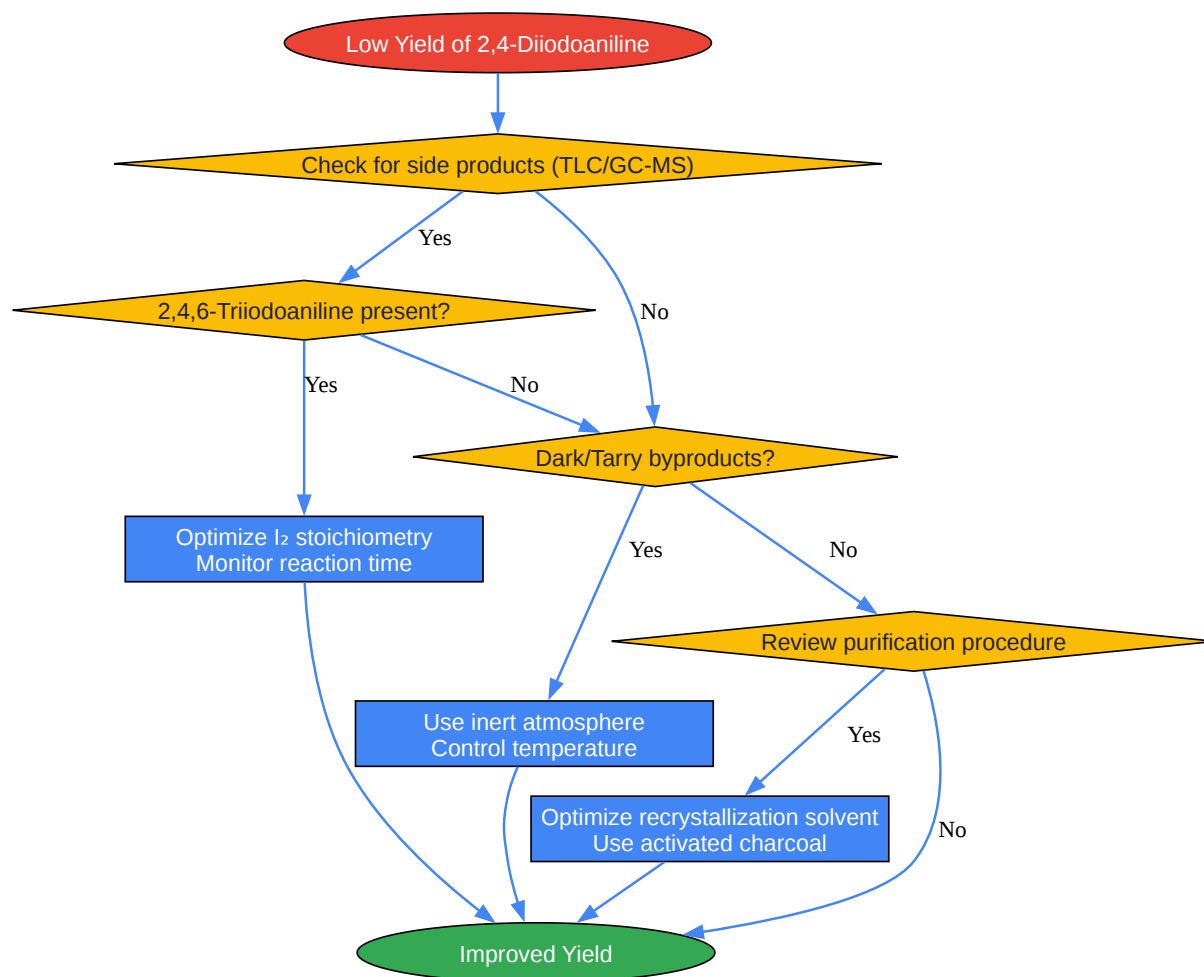 Low Yield of 2,4-Diiodoaniline
Check for side products (TLC/GC-MS)
Yes
2,4,6-Triiodoaniline present?
No
Yes
No
Dark/Tarry byproducts?
Optimize I₂ stoichiometry
Monitor reaction time
Yes
No
Review purification procedure
Use inert atmosphere
Control temperature
Yes
Optimize recrystallization solvent
Use activated charcoal
No
Improved Yield